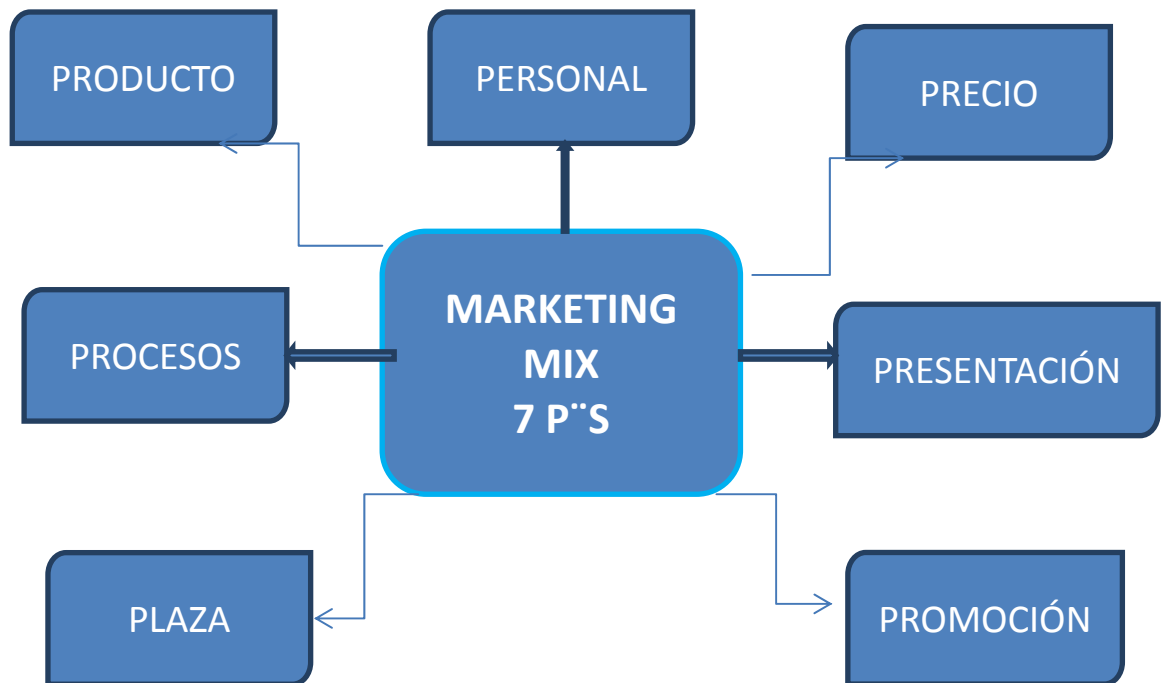 PRODUCTO
PERSONAL
PRECIO
MARKETING
MIX
7 P¨S
PROCESOS
PRESENTACIÓN
PLAZA
PROMOCIÓN